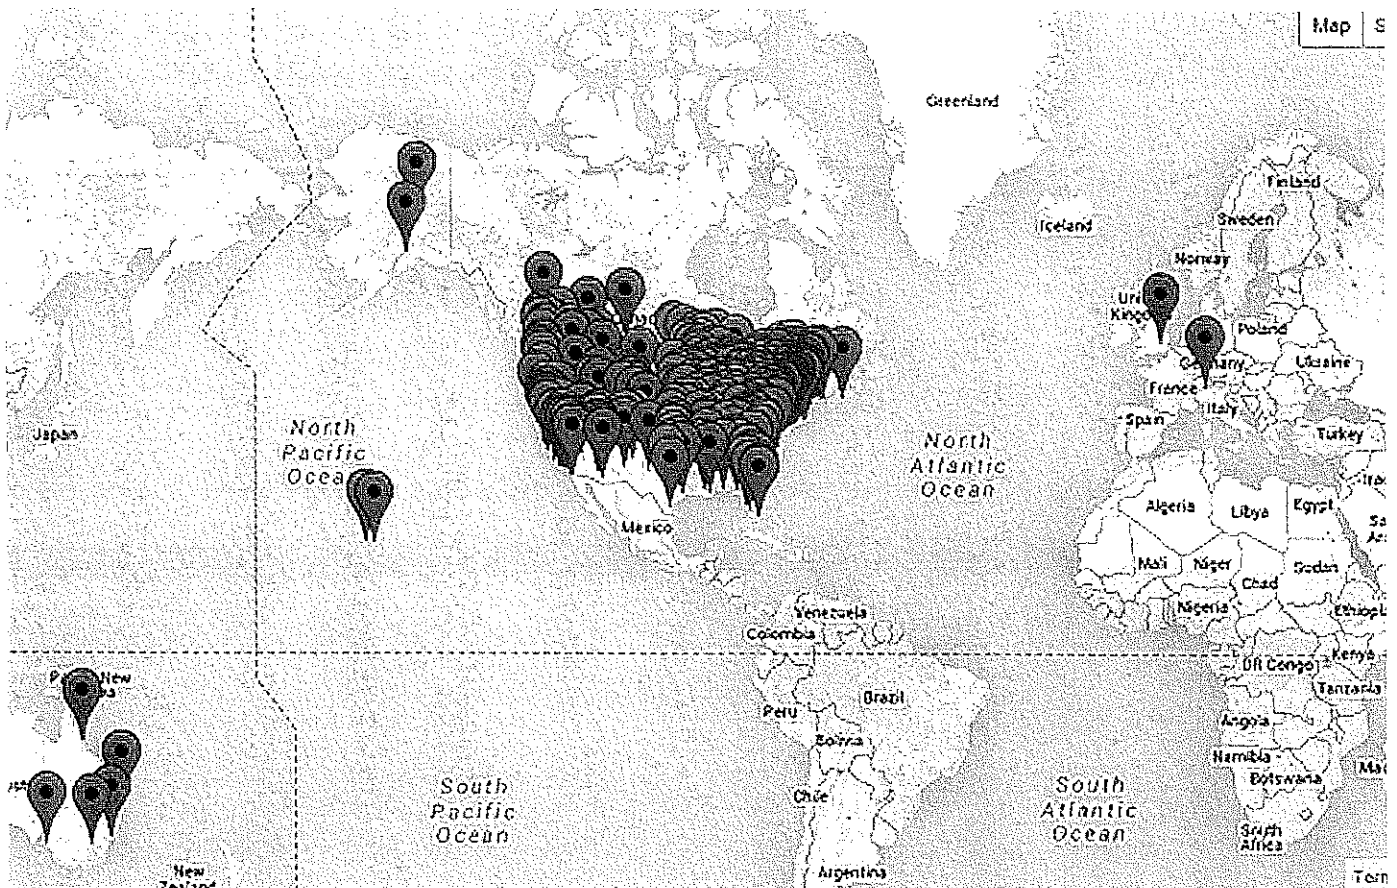 Map
Greenland
Finland
Iceland
Sweden
Norway
Poland
Ukraine
France
Spain
Italy
Turkey
Japan
North
Pacific
North
Atlantic
Ocean
Mexico
Algeria
Libya
Egypt
Mali
Niger
Chad
Sudan
Nigeria
Venezuela
Colombia
DR Congo
Kenya
Tanzania
New
Peru
Brazil
Bolivia
Angola
Namibia
Botswana
South
Pacific
Ocean
South
Atlantic
Ocean
South
Africa
New
Zealand
Argentina